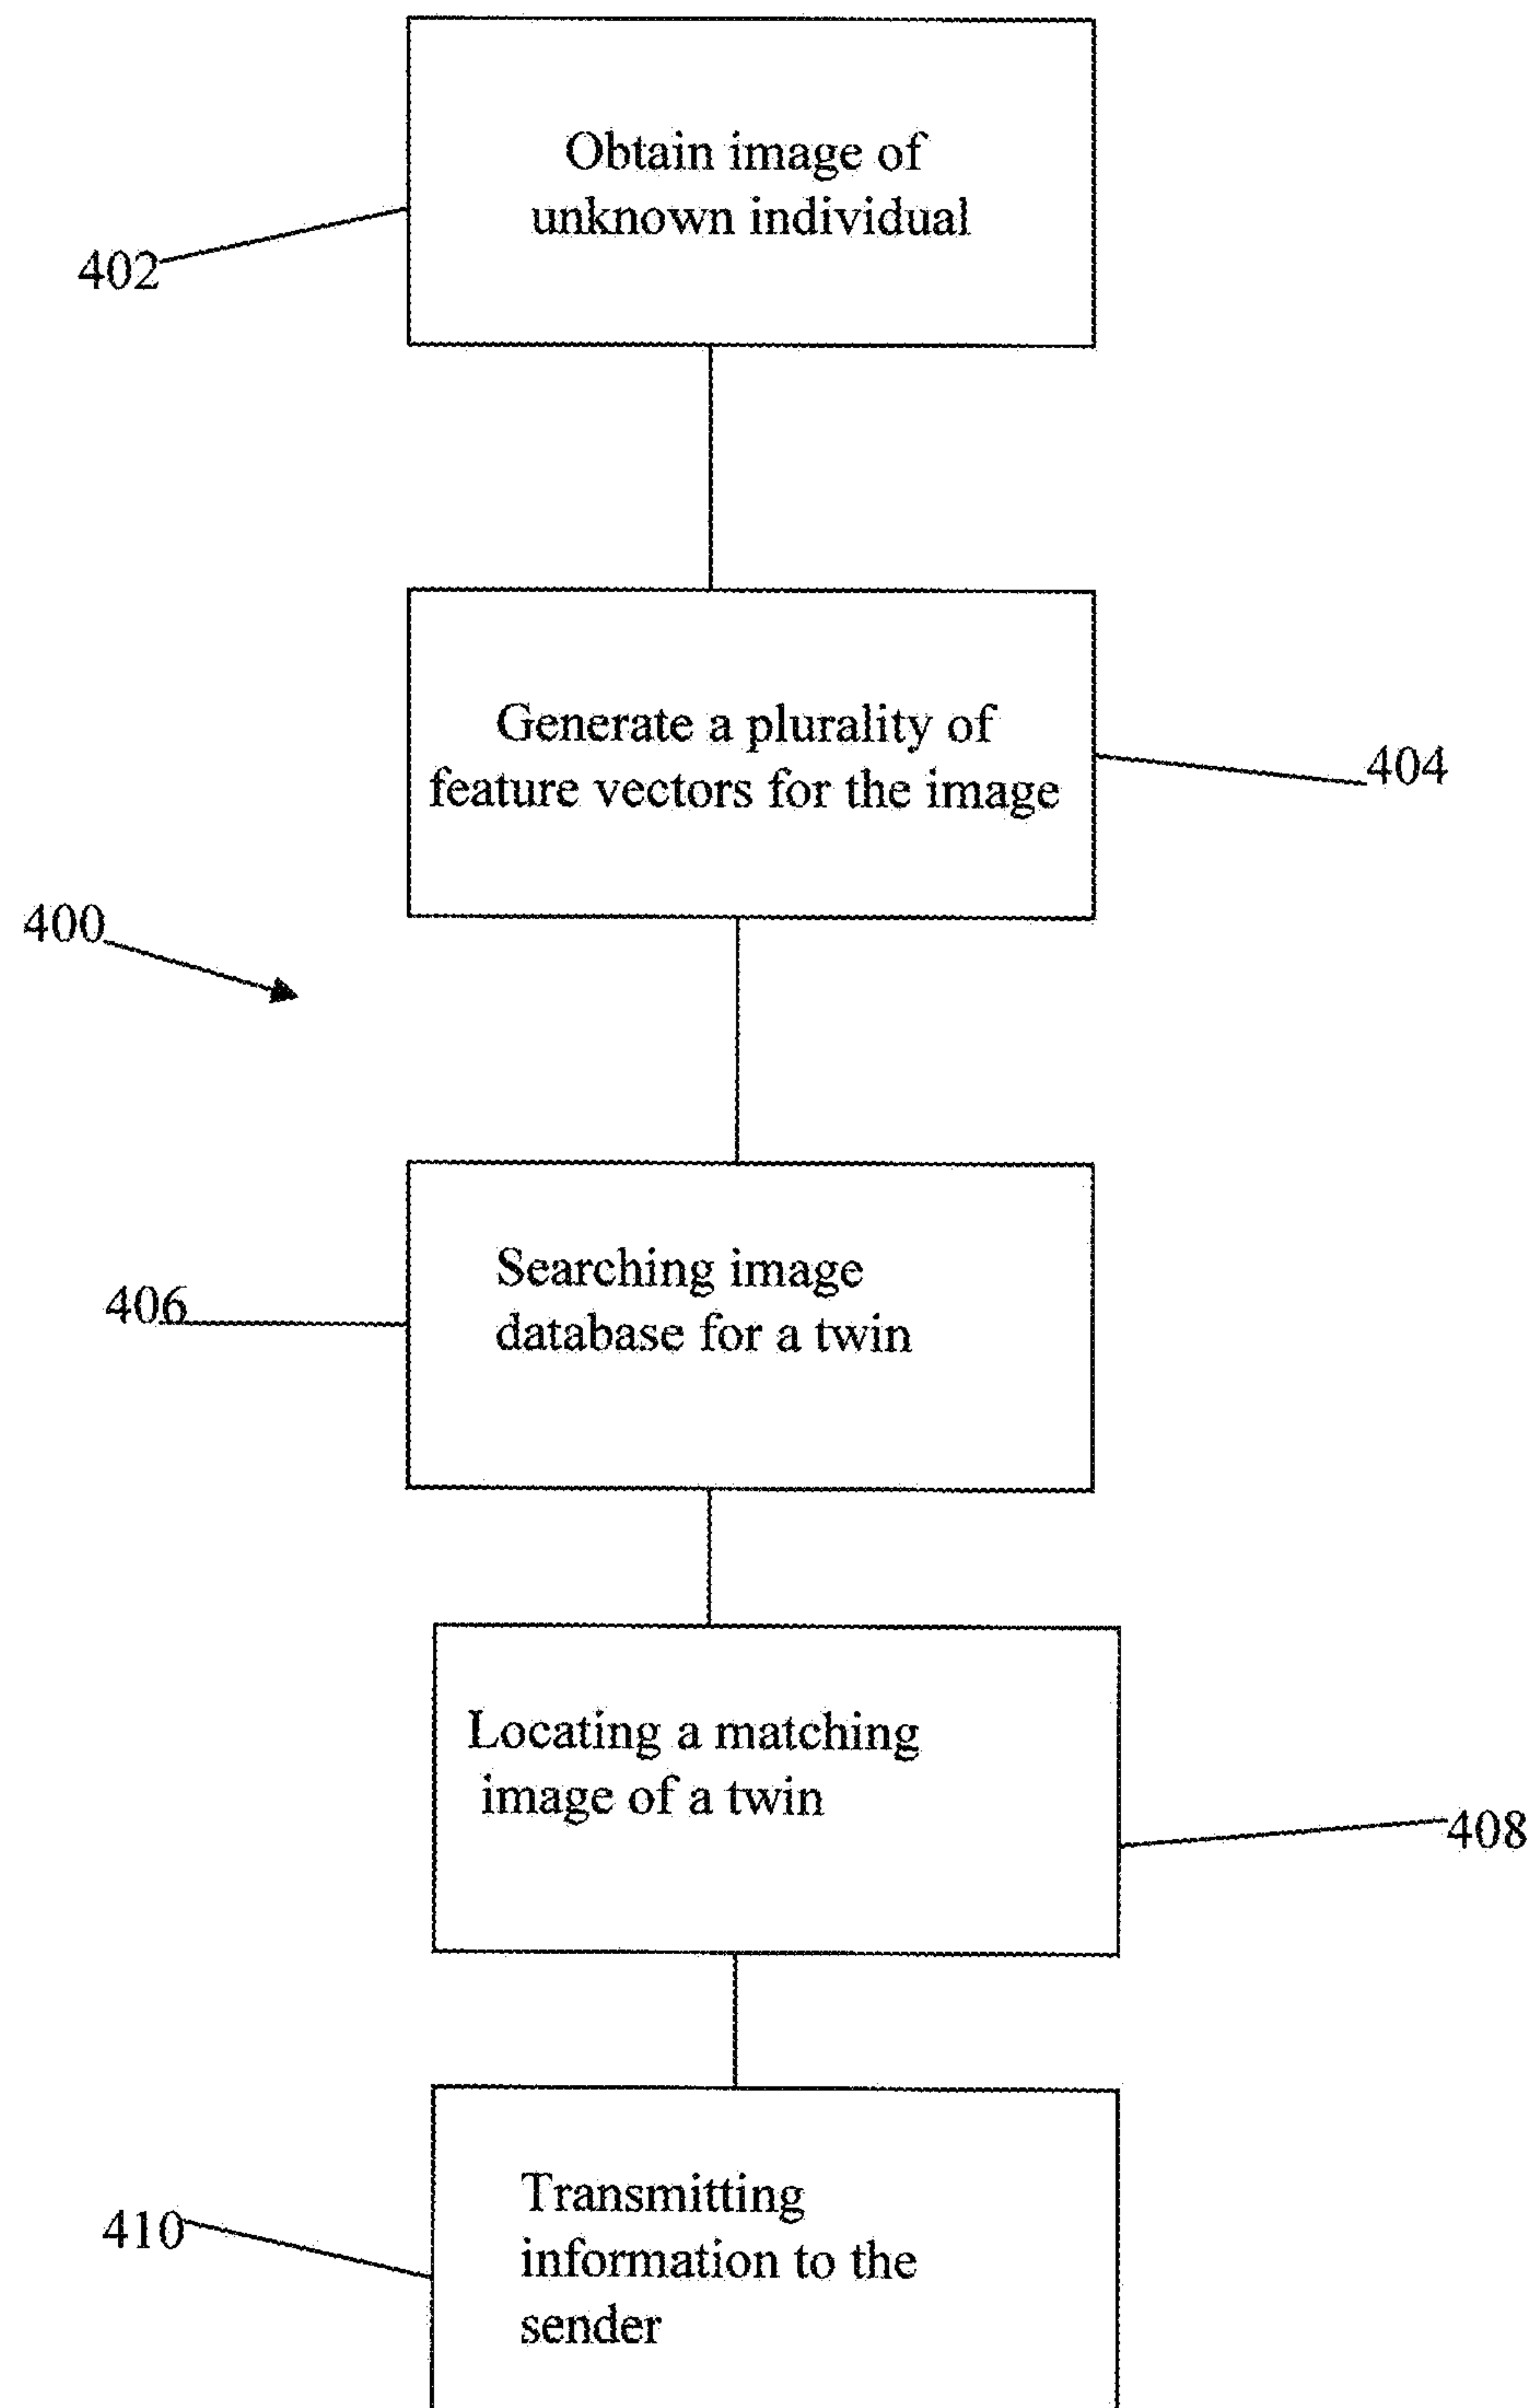 Obtain image of
unknown individual
402
Generate a plurality of
feature vectors for the image
404
400
Searching image
database for a twin
406
Locating a matching
image of a twin
408
Transmitting
information to the
sender
410